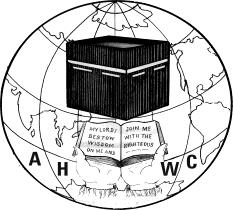 MY LORD!
BESTOW
WISDOM
ON ME AND
JOIN ME
WITH THE
RIGHTEOUS
A H W C